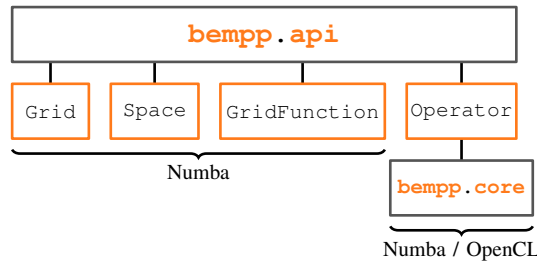 bempp.api
Grid Space GridFunction Operator
Numba
bempp.core
Numba / OpenCL